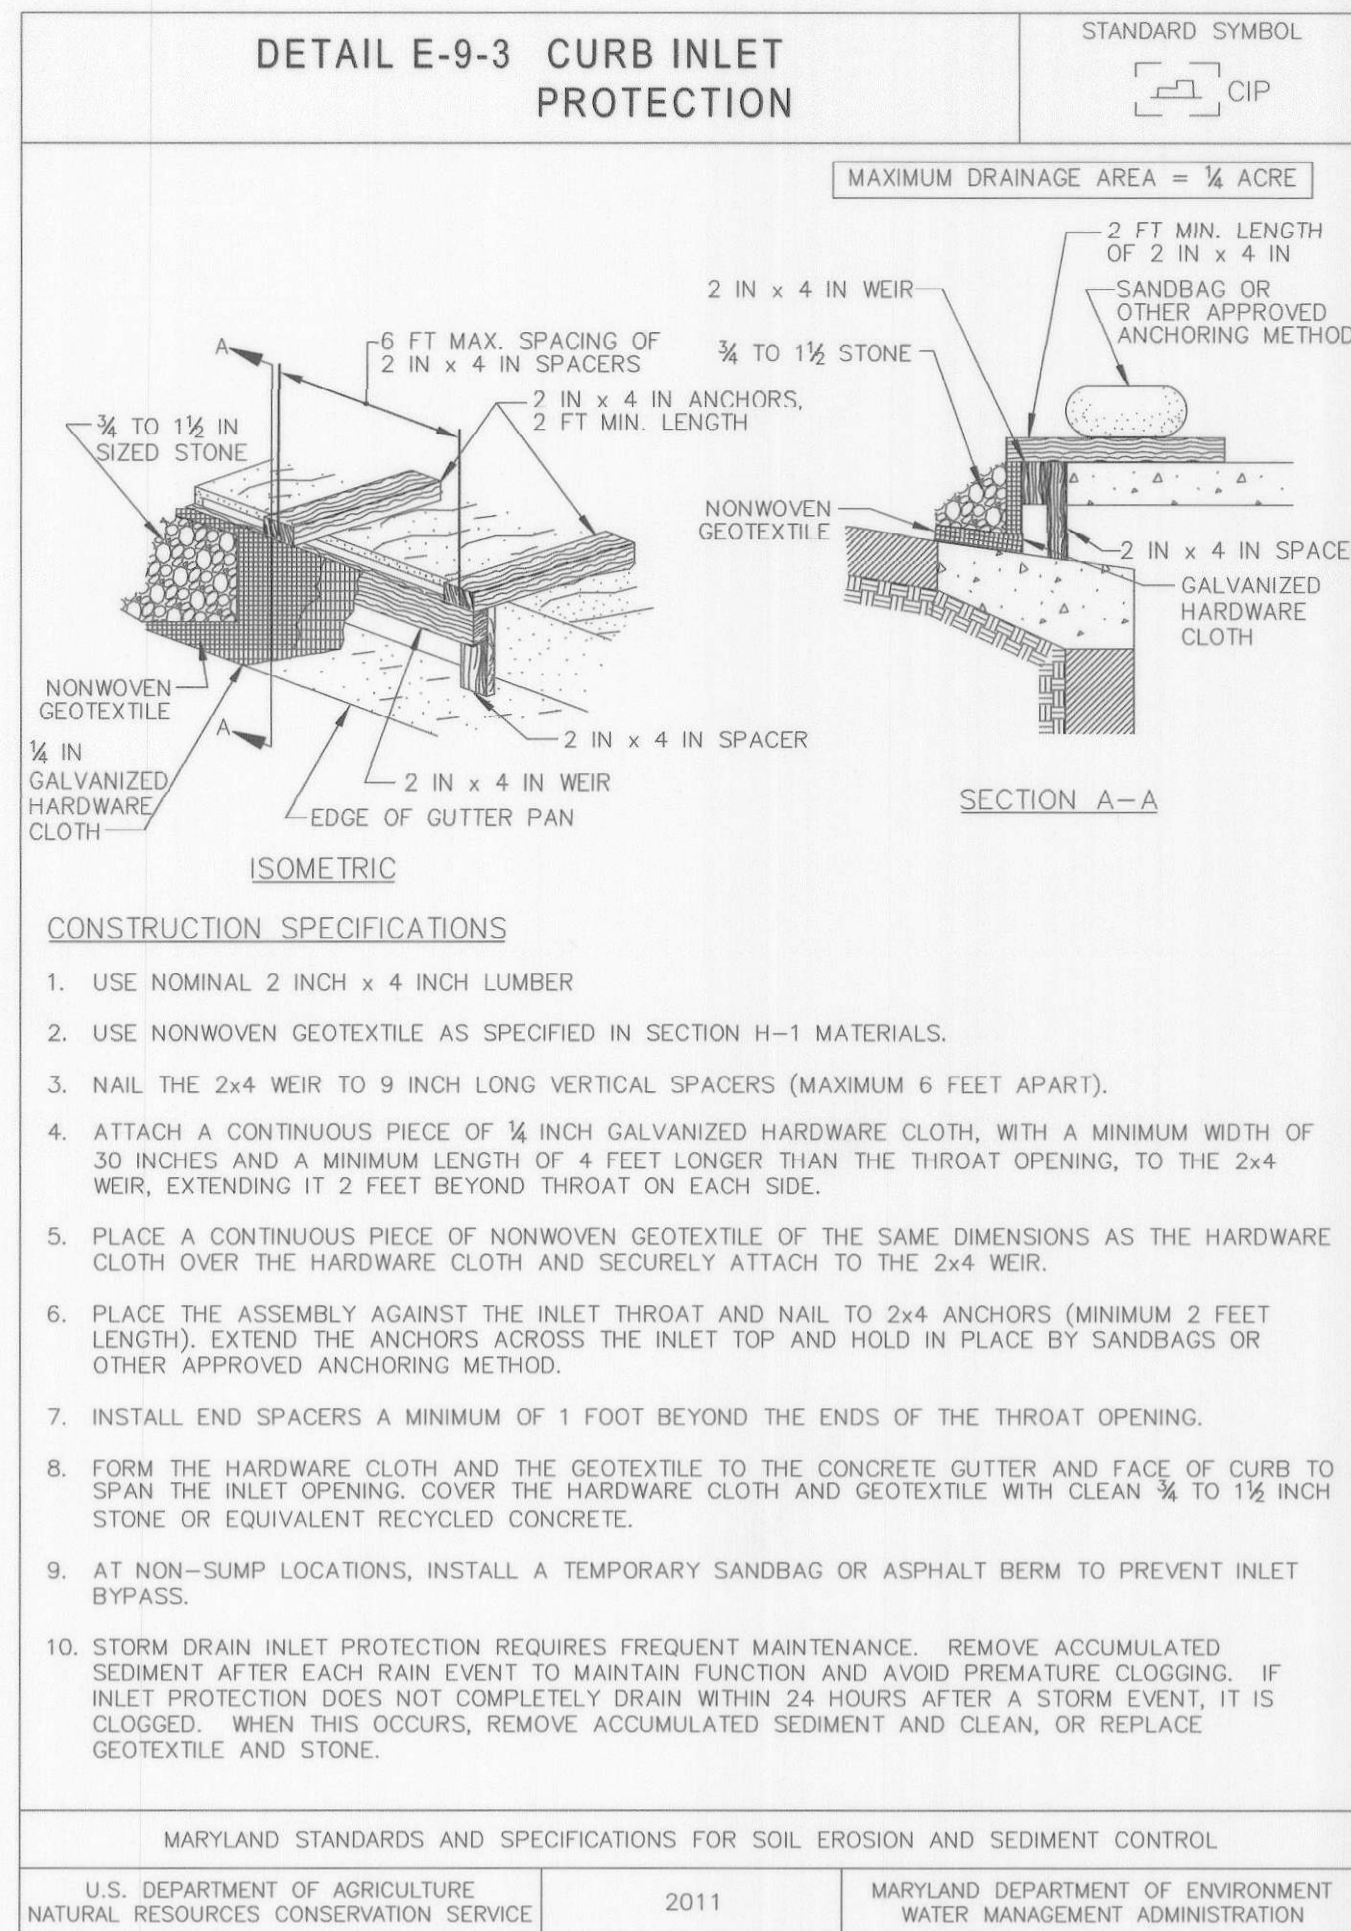 DETAIL E-9-3 CURB INLET
PROTECTION
STANDARD SYMBOL
CIP
MAXIMUM DRAINAGE AREA = ¼ ACRE
2 FT MIN. LENGTH
OF 2 IN x 4 IN
2 IN x 4 IN WEIR
SANDBAG OR
OTHER APPROVED
ANCHORING METHOD
¾ TO 1½ STONE
NONWOVEN
GEOTEXTILE
2 IN x 4 IN SPACE
GALVANIZED
HARDWARE
CLOTH
SECTION A-A
A
6 FT MAX. SPACING OF
2 IN x 4 IN SPACERS
2 IN x 4 IN ANCHORS,
2 FT MIN. LENGTH
¾ TO 1½ IN
SIZED STONE
NONWOVEN
GEOTEXTILE
A
¼ IN
GALVANIZED
HARDWARE
CLOTH
2 IN x 4 IN SPACER
2 IN x 4 IN WEIR
EDGE OF GUTTER PAN
ISOMETRIC
CONSTRUCTION SPECIFICATIONS
1. USE NOMINAL 2 INCH x 4 INCH LUMBER
2. USE NONWOVEN GEOTEXTILE AS SPECIFIED IN SECTION H-1 MATERIALS.
3. NAIL THE 2x4 WEIR TO 9 INCH LONG VERTICAL SPACERS (MAXIMUM 6 FEET APART).
4. ATTACH A CONTINUOUS PIECE OF ¼ INCH GALVANIZED HARDWARE CLOTH, WITH A MINIMUM WIDTH OF
30 INCHES AND A MINIMUM LENGTH OF 4 FEET LONGER THAN THE THROAT OPENING, TO THE 2x4
WEIR, EXTENDING IT 2 FEET BEYOND THROAT ON EACH SIDE.
5. PLACE A CONTINUOUS PIECE OF NONWOVEN GEOTEXTILE OF THE SAME DIMENSIONS AS THE HARDWARE
CLOTH OVER THE HARDWARE CLOTH AND SECURELY ATTACH TO THE 2x4 WEIR.
6. PLACE THE ASSEMBLY AGAINST THE INLET THROAT AND NAIL TO 2x4 ANCHORS (MINIMUM 2 FEET
LENGTH). EXTEND THE ANCHORS ACROSS THE INLET TOP AND HOLD IN PLACE BY SANDBAGS OR
OTHER APPROVED ANCHORING METHOD.
7. INSTALL END SPACERS A MINIMUM OF 1 FOOT BEYOND THE ENDS OF THE THROAT OPENING.
8. FORM THE HARDWARE CLOTH AND THE GEOTEXTILE TO THE CONCRETE GUTTER AND FACE OF CURB TO
SPAN THE INLET OPENING. COVER THE HARDWARE CLOTH AND GEOTEXTILE WITH CLEAN ¾ TO 1½ INCH
STONE OR EQUIVALENT RECYCLED CONCRETE.
9. AT NON-SUMP LOCATIONS, INSTALL A TEMPORARY SANDBAG OR ASPHALT BERM TO PREVENT INLET
BYPASS.
10. STORM DRAIN INLET PROTECTION REQUIRES FREQUENT MAINTENANCE. REMOVE ACCUMULATED
SEDIMENT AFTER EACH RAIN EVENT TO MAINTAIN FUNCTION AND AVOID PREMATURE CLOGGING. IF
INLET PROTECTION DOES NOT COMPLETELY DRAIN WITHIN 24 HOURS AFTER A STORM EVENT, IT IS
CLOGGED. WHEN THIS OCCURS, REMOVE ACCUMULATED SEDIMENT AND CLEAN, OR REPLACE
GEOTEXTILE AND STONE.
MARYLAND STANDARDS AND SPECIFICATIONS FOR SOIL EROSION AND SEDIMENT CONTROL
U.S. DEPARTMENT OF AGRICULTURE
NATURAL RESOURCES CONSERVATION SERVICE
2011
MARYLAND DEPARTMENT OF ENVIRONMENT
WATER MANAGEMENT ADMINISTRATION